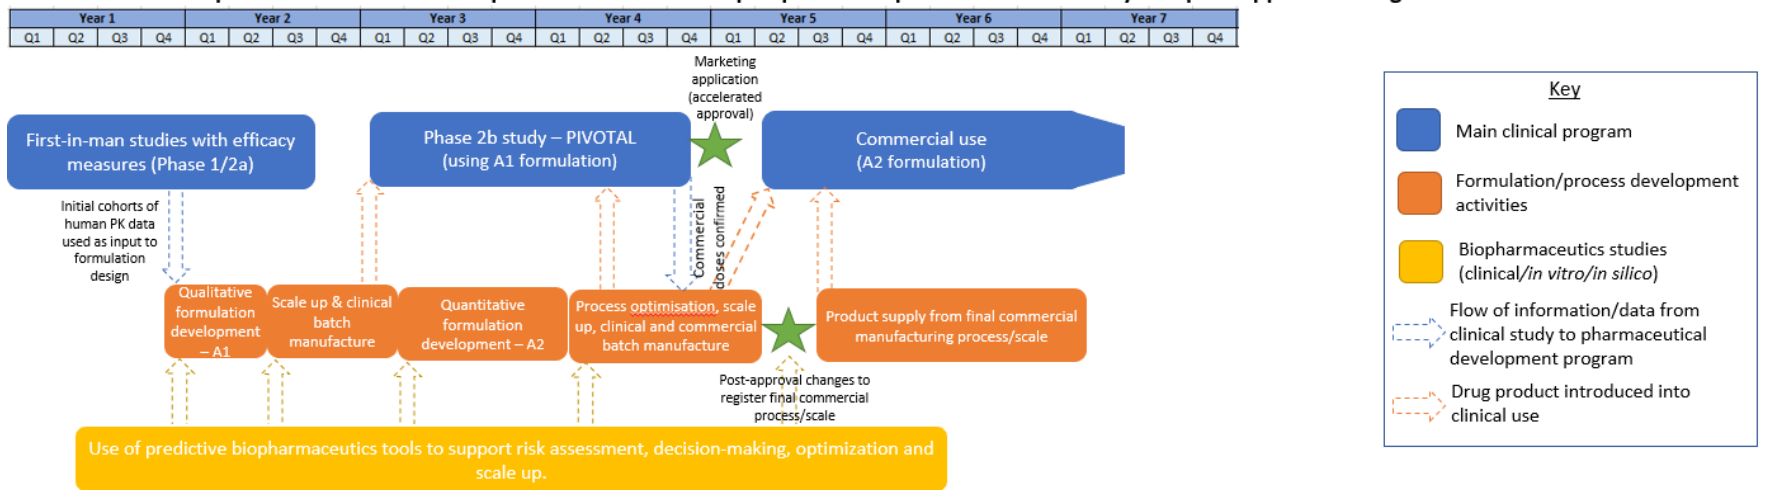 Year 1 Year 2 Year 3 Year 4 Year 5 Year 6 Year 7
Q1 Q2 Q3 Q4 Q1 Q2 Q3 Q4 Q1 Q2 Q3 Q4 Q1 Q2 Q3 Q4 Q1 Q2 Q3 Q4 Q1 Q2 Q3 Q4 Q1 Q2 Q3 Q4
Marketing
application
(accelerated
approval)
First-in-man studies with efficacy
measures (Phase 1/2a)
Phase 2b study – PIVOTAL
(using A1 formulation)
Commercial use
(A2 formulation)
Initial cohorts of
human PK data
used as input to
formulation
design
Commercial
doses confirmed
Qualitative
formulation
development
– A1
Scale up & clinical
batch
manufacture
Quantitative
formulation
development – A2
Process optimisation, scale
up, clinical and commercial
batch manufacture
Product supply from final commercial
manufacturing process/scale
Post-approval changes to
register final commercial
process/scale
Use of predictive biopharmaceutics tools to support risk assessment, decision-making, optimization and
scale up.
Key
Main clinical program
Formulation/process development
activities
Biopharmaceutics studies
(clinical/in vitro/in silico)
Flow of information/data from
clinical study to pharmaceutical
development program
Drug product introduced into
clinical use